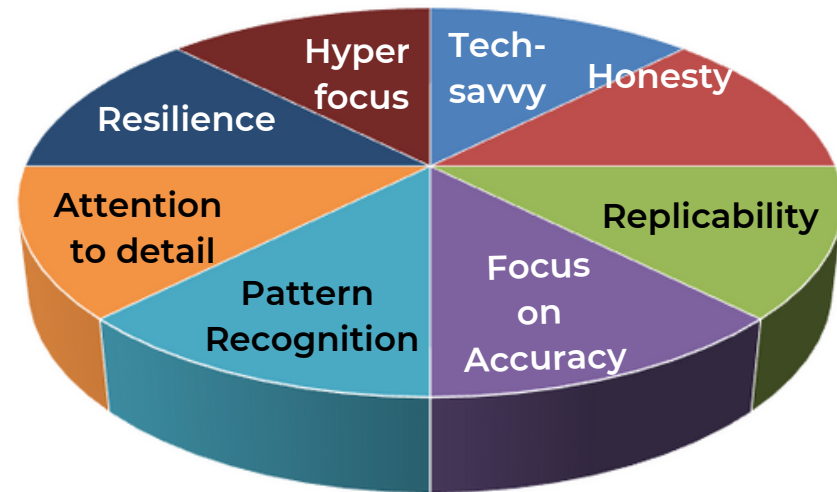 Hyper
focus
Tech-
savvy
Honesty
Resilience
Attention
to detail
Replicability
Pattern
Recognition
Focus
on
Accuracy